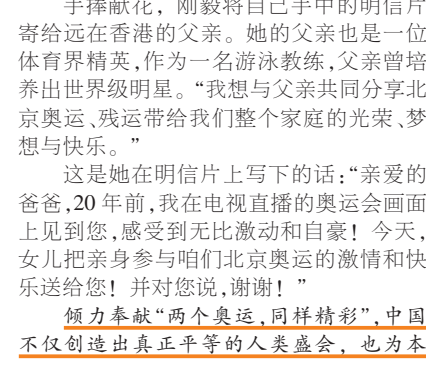 手捧献花，刚毅将自己手中的明信片
寄给远在香港的父亲。她的父亲也是一位
体育界精英，作为一名游泳教练，父亲曾培
养出世界级明星。“我想与父亲共同分享北
京奥运、残运带给我们整个家庭的光荣、梦
想与快乐。”
这是她在明信片上写下的话：“亲爱的
爸爸，20 年前，我在电视直播的奥运会画面
上见到您，感受到无比激动和自豪！今天，
女儿把亲身参与咱们北京奥运的激情和快
乐送给您！并对您说，谢谢！”
倾力奉献“两个奥运，同样精彩”，中国
不仅创造出真正平等的人类盛会，也为本